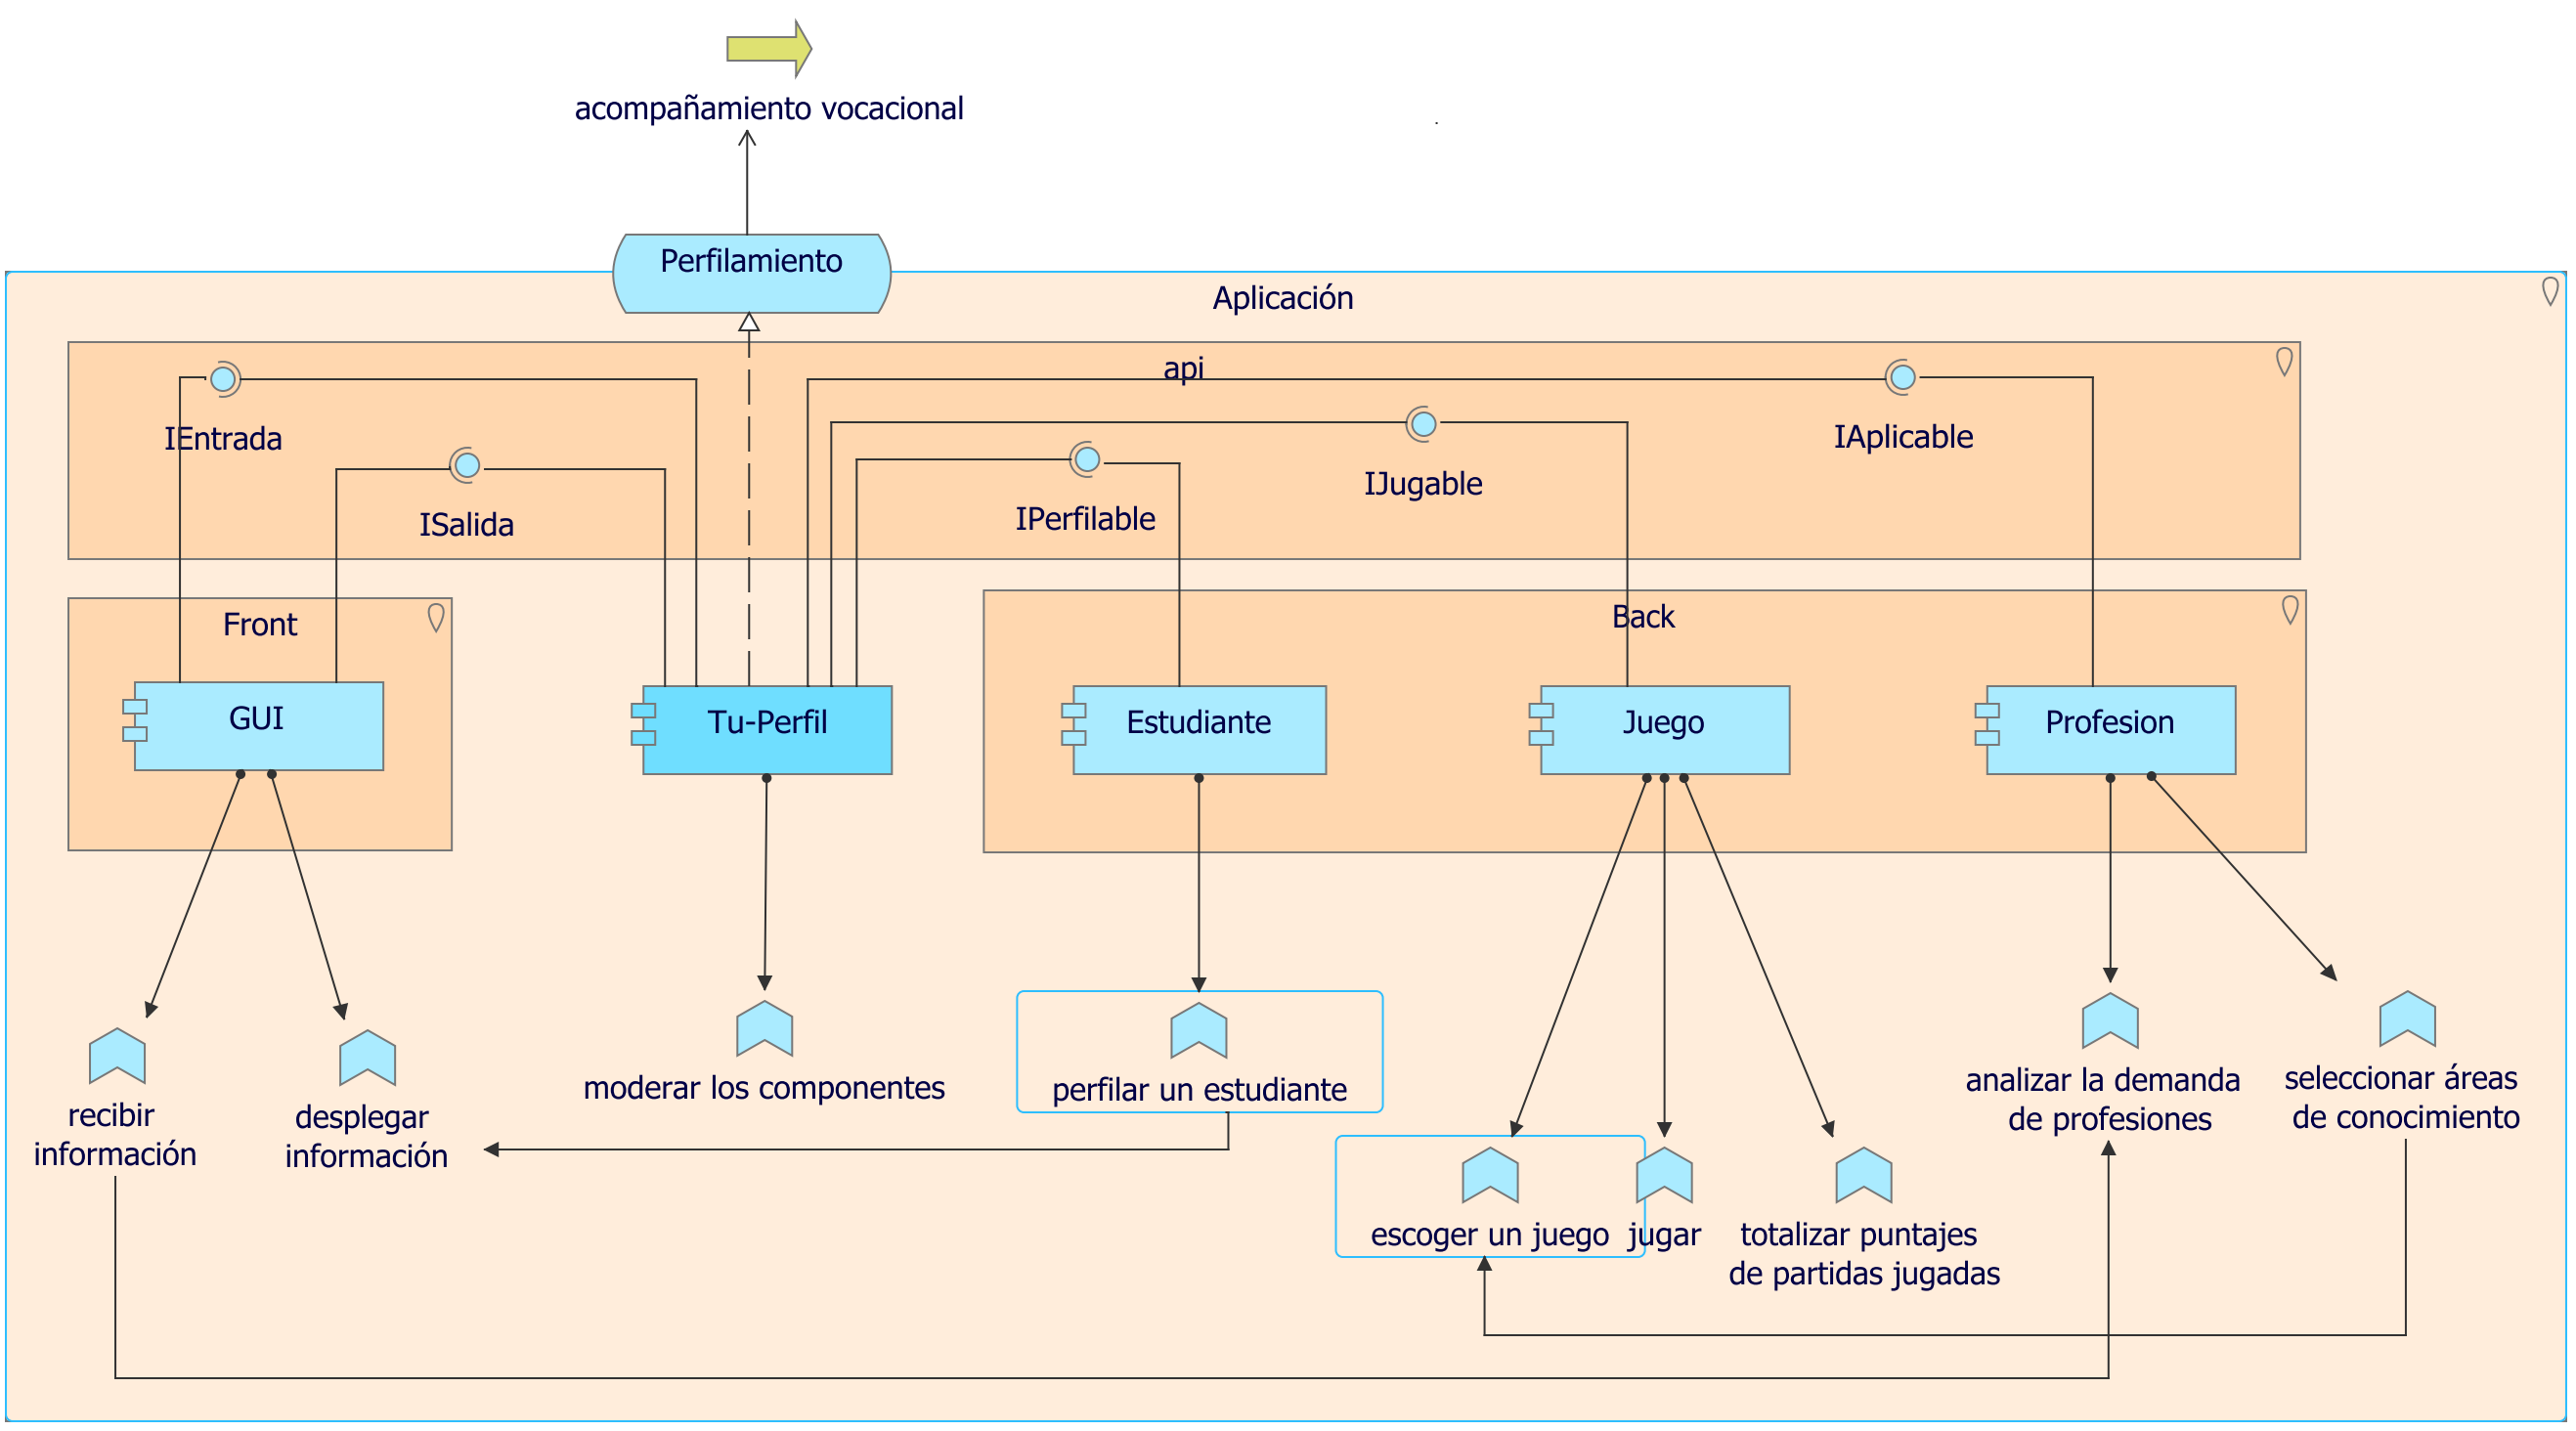 acompañamiento vocacional
Perfilamiento
Aplicación
api
IEntrada
IAplicable
IJugable
ISalida
IPerfilable
Front
Back
GUI
Tu-Perfil
Estudiante
Juego
Profesion
moderar los componentes
perfilar un estudiante
analizar la demanda
de profesiones
seleccionar áreas
de conocimiento
recibir
información
desplegar
información
escoger un juego
jugar
totalizar puntajes
de partidas jugadas